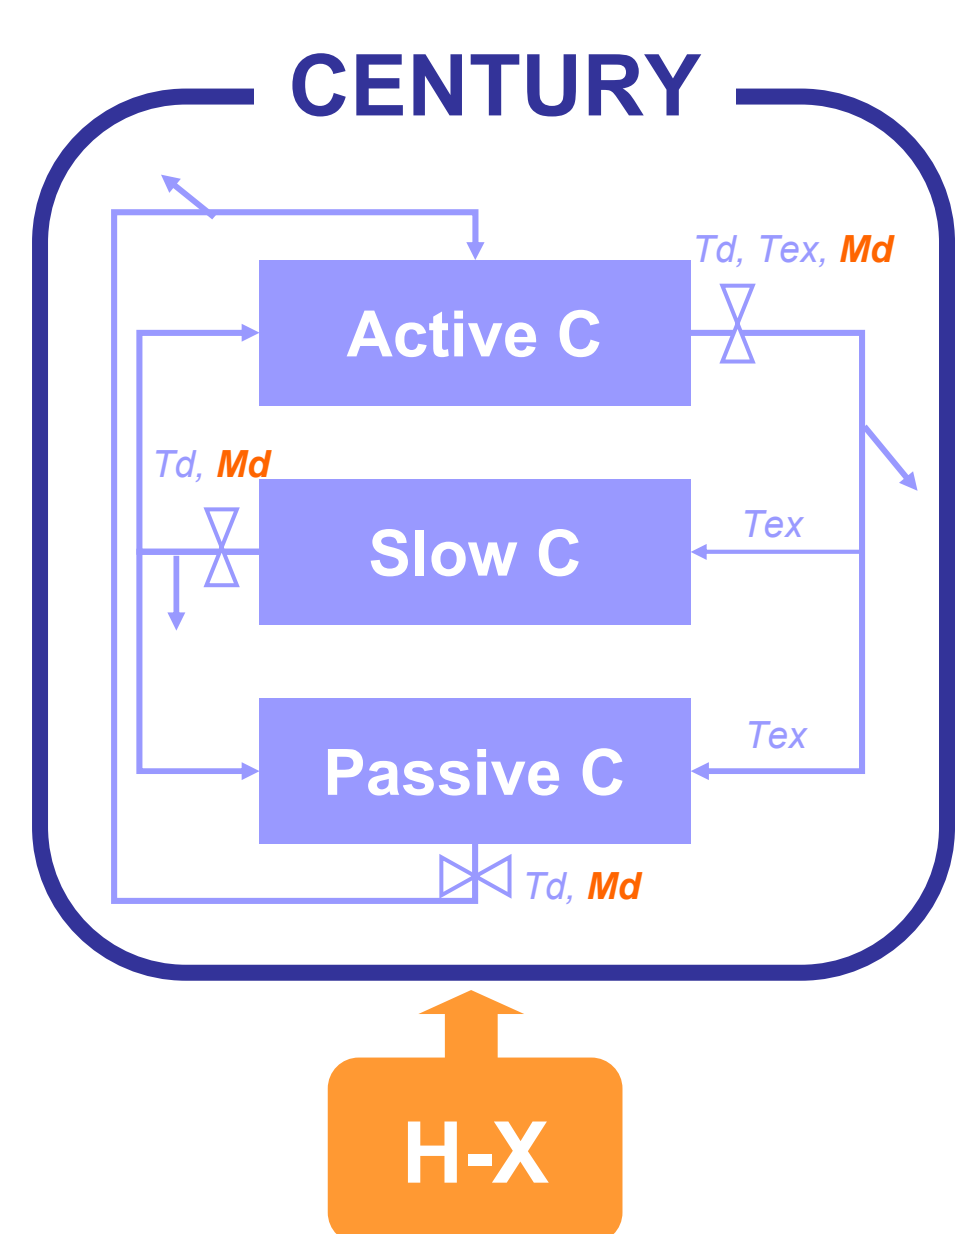 CENTURY
Td, Tex, Md
Active C
Td, Md
Slow C
Tex
Passive C
Tex
Td, Md
H-X